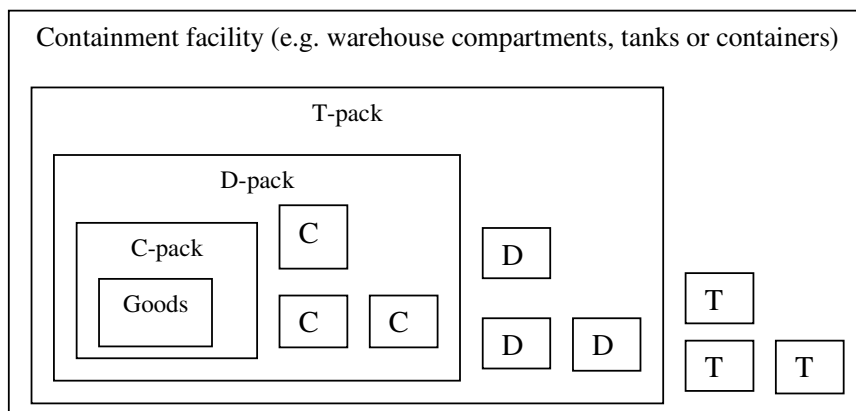 Containment facility (e.g. warehouse compartments, tanks or containers)
T-pack
D-pack
C-pack
Goods
C
C C
D
D D
T
T T